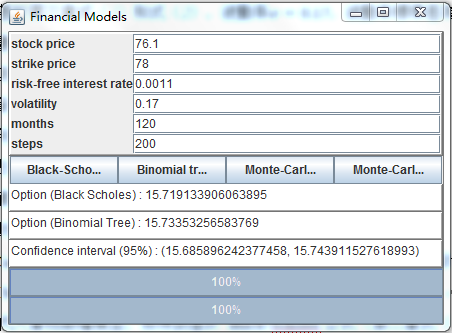 Financial Models
stock price 76.1
strike price 78
risk-free interest rate 0.0011
volatility 0.17
months 120
steps 200
Black-Scho... Binomial tr... Monte-Carl... Monte-Carl...
Option (Black Scholes) : 15.719133906063895
Option (Binomial Tree) : 15.73353256583769
Confidence interval (95%) : (15.685896242377458, 15.743911527618993)
100%
100%